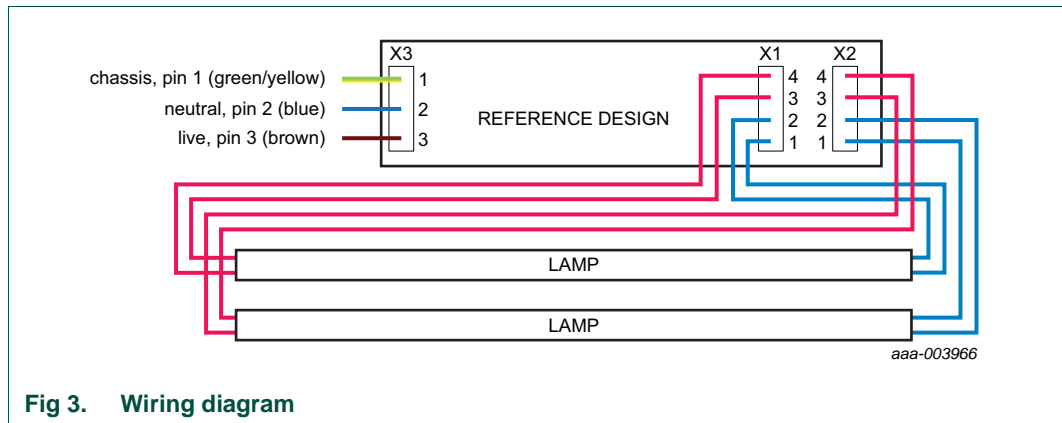 X3 X1 X2
chassis, pin 1 (green/yellow) 1 4 4
3 3
neutral, pin 2 (blue) 2 REFERENCE DESIGN 2 2
live, pin 3 (brown) 3 1 1
LAMP
LAMP
aaa-003966
Fig 3. Wiring diagram